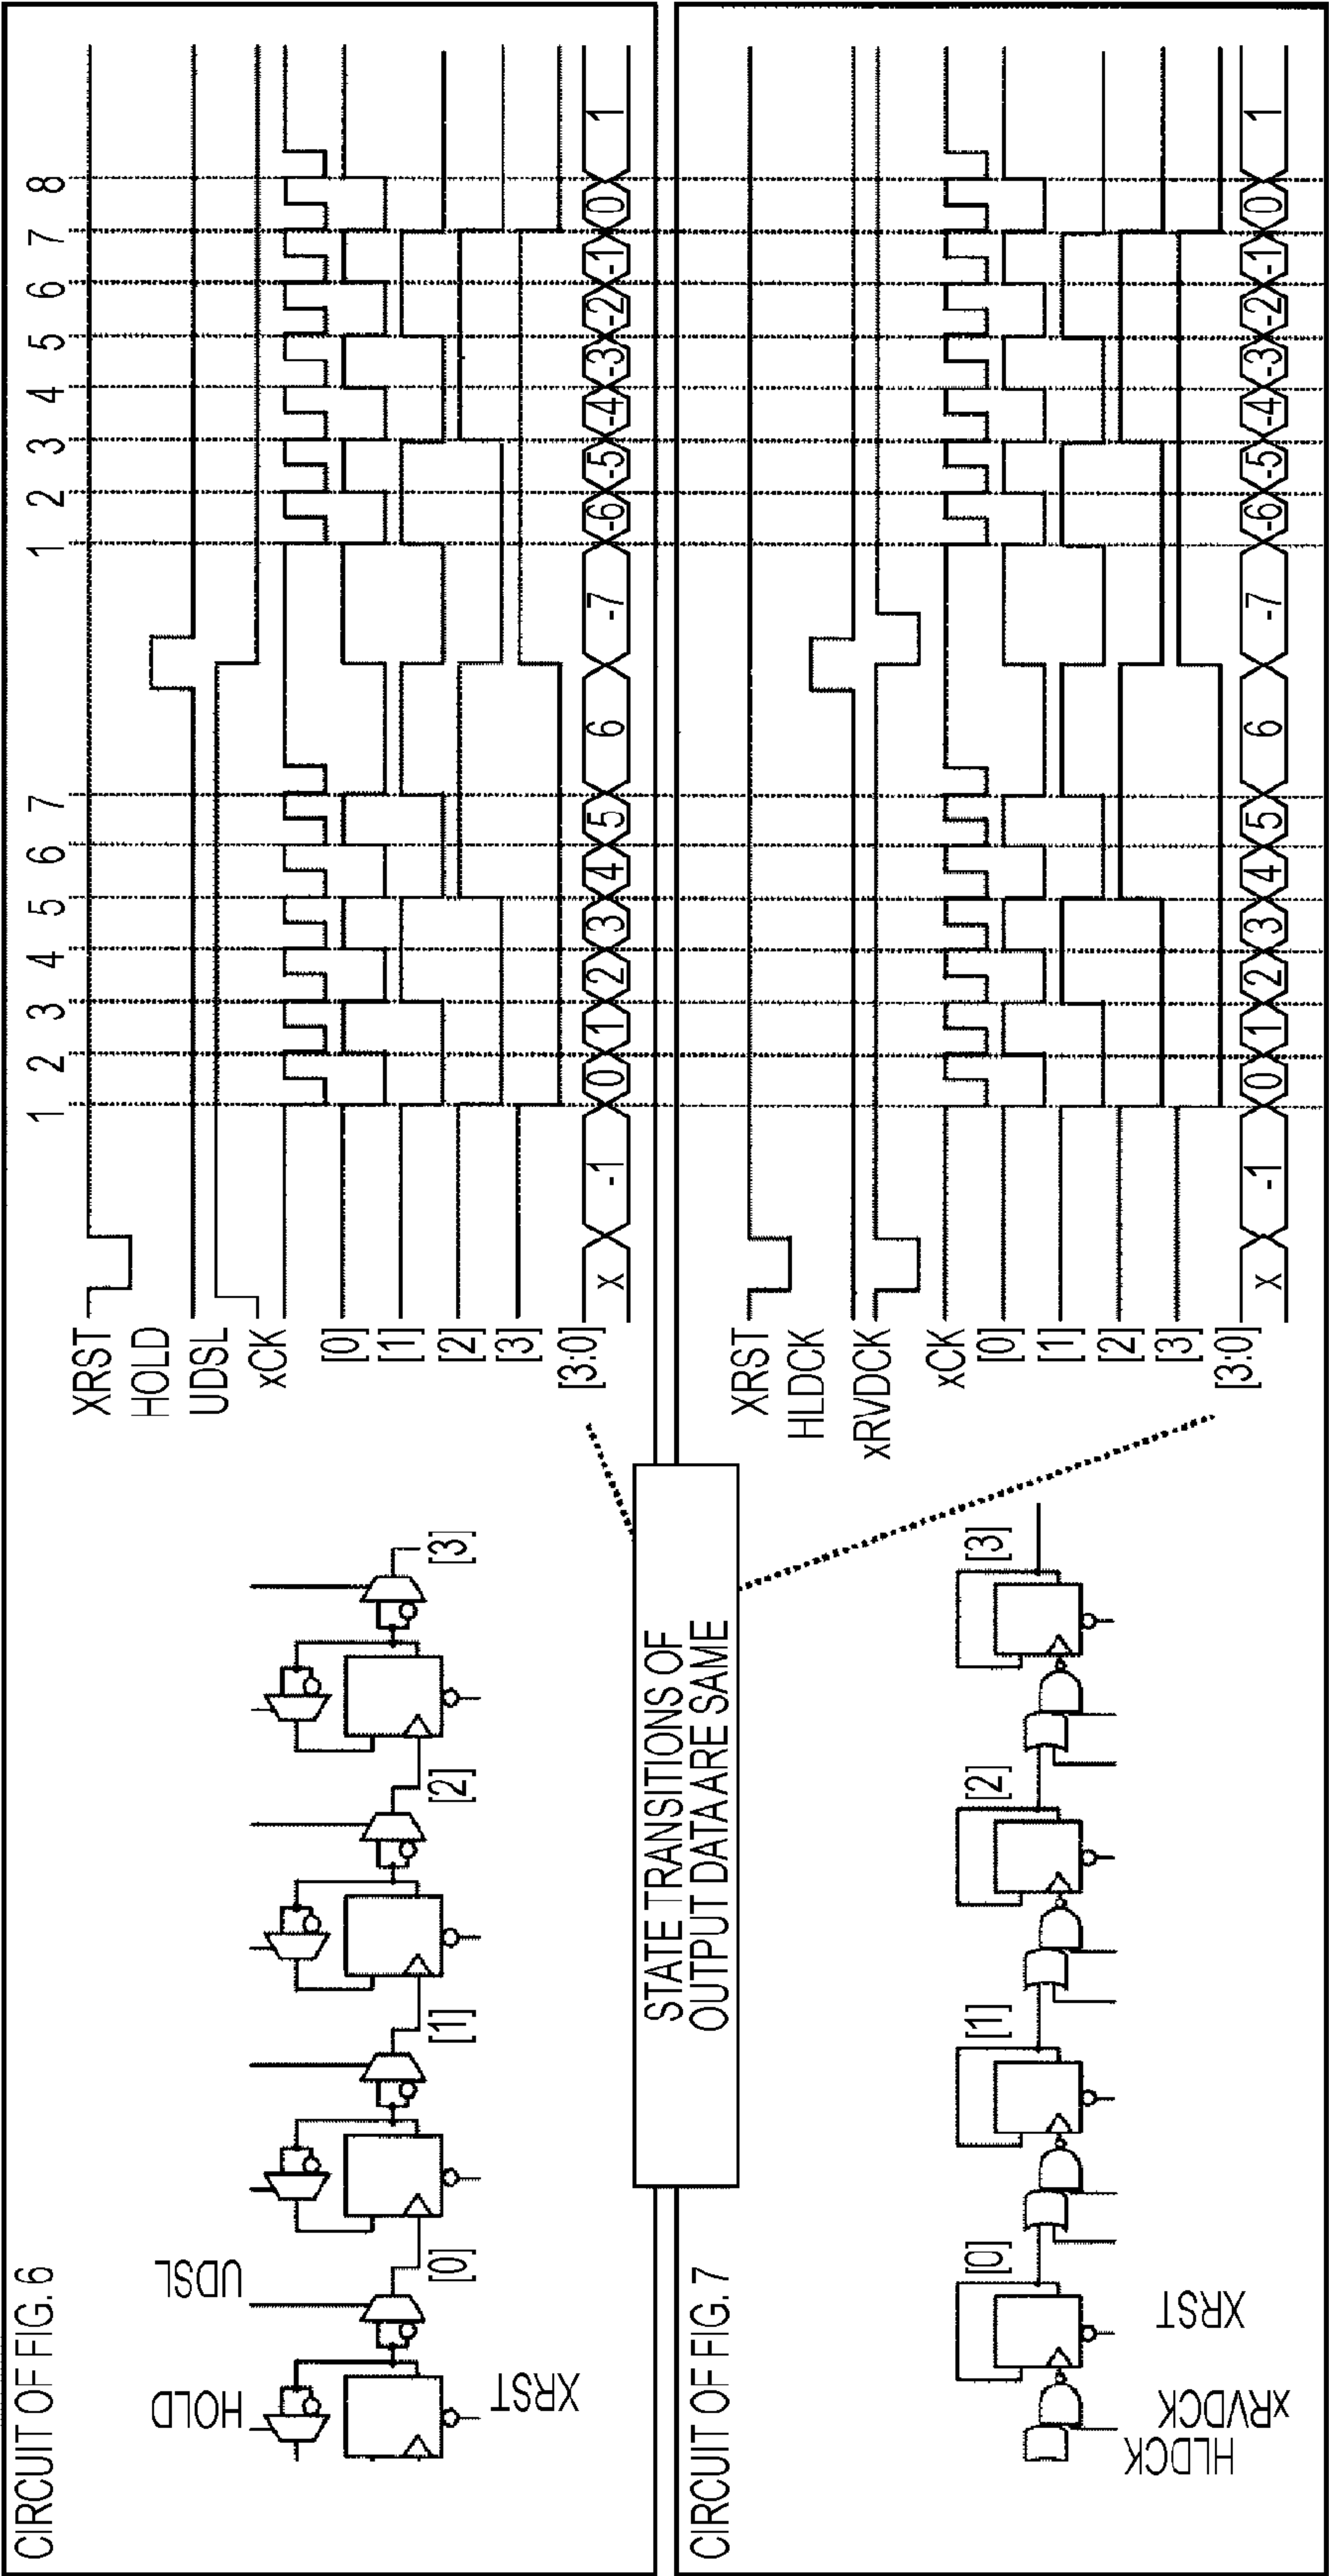 CIRCUIT OF FIG. 6
HOLD
UDSL
XRST
[0]
[1]
[2]
[3]
1 2 3 4 5 6 7 1 2 3 4 5 6 7 8
XRST
HOLD
UDSL
xCK
[0]
[1]
[2]
[3]
[3:0] x -1 0 1 2 3 4 5 6 -7 -6 -5 -4 -3 -2 -1 0 1
STATE TRANSITIONS OF
OUTPUT DATA ARE SAME
CIRCUIT OF FIG. 7
HLDCK
xRVDCK
XRST
[0]
[1]
[2]
[3]
XRST
HLDCK
xRVDCK
xCK
[0]
[1]
[2]
[3]
[3:0] x -1 0 1 2 3 4 5 6 -7 -6 -5 -4 -3 -2 -1 0 1